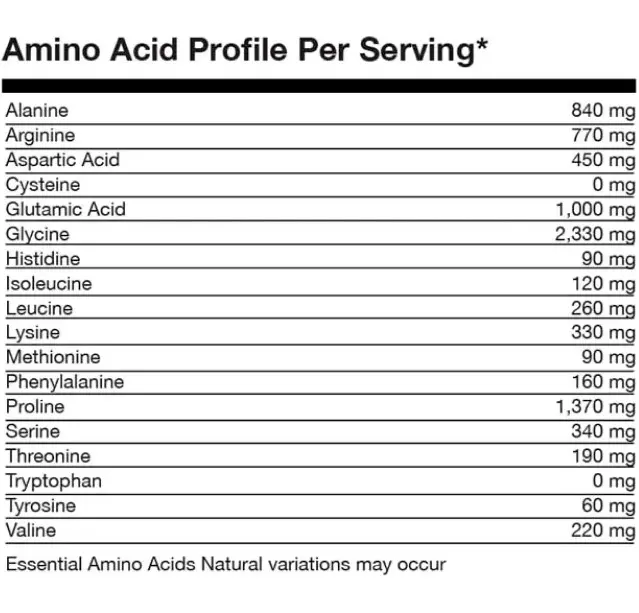 Amino Acid Profile Per Serving*
Alanine 840 mg
Arginine 770 mg
Aspartic Acid 450 mg
Cysteine 0 mg
Glutamic Acid 1,000 mg
Glycine 2,330 mg
Histidine 90 mg
Isoleucine 120 mg
Leucine 260 mg
Lysine 330 mg
Methionine 90 mg
Phenylalanine 160 mg
Proline 1,370 mg
Serine 340 mg
Threonine 190 mg
Tryptophan 0 mg
Tyrosine 60 mg
Valine 220 mg
Essential Amino Acids Natural variations may occur